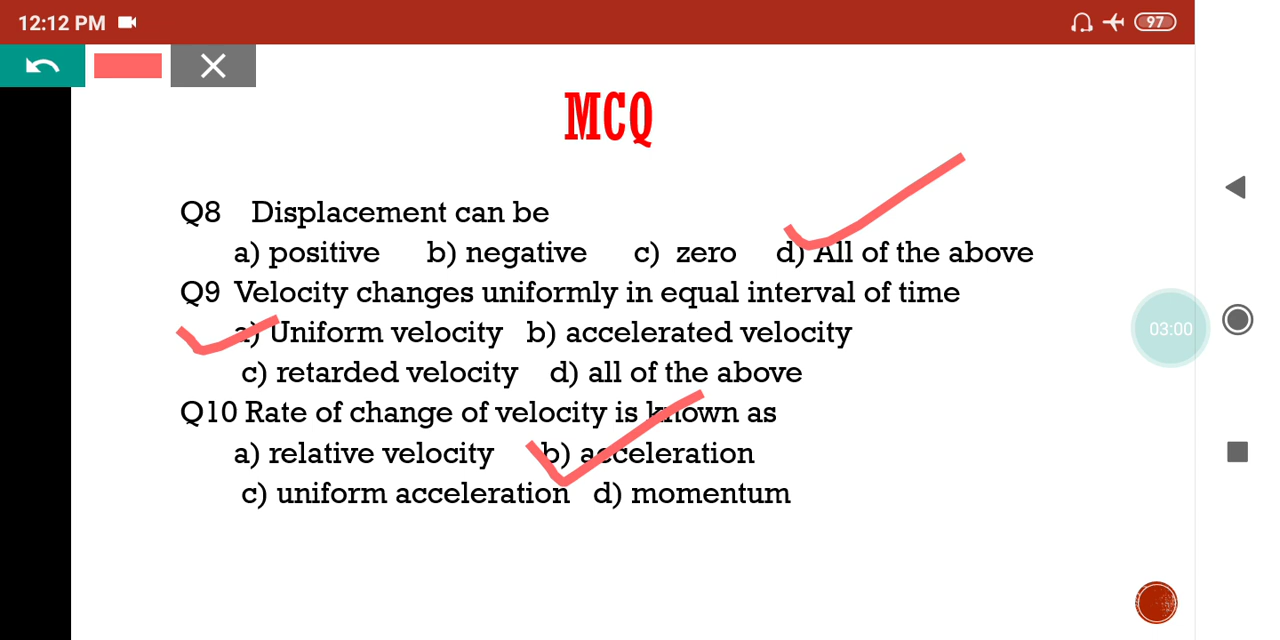 12:12 PM
97
MCQ
Q8 Displacement can be
a) positive b) negative c) zero d) All of the above
Q9 Velocity changes uniformly in equal interval of time
a) Uniform velocity b) accelerated velocity
03:00
c) retarded velocity d) all of the above
Q10 Rate of change of velocity is known as
a) relative velocity b) acceleration
c) uniform acceleration d) momentum